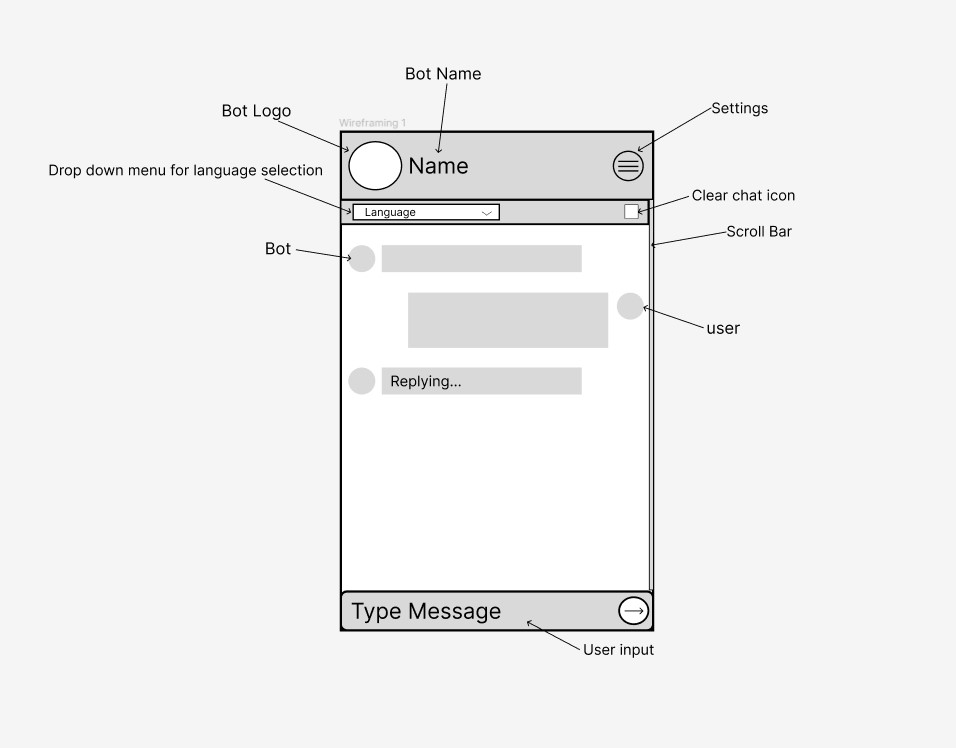 Bot Name
Bot Logo
Settings
Wireframing 1
Name
Drop down menu for language selection
Clear chat icon
Language
Scroll Bar
Bot
user
Replying...
Type Message
User input